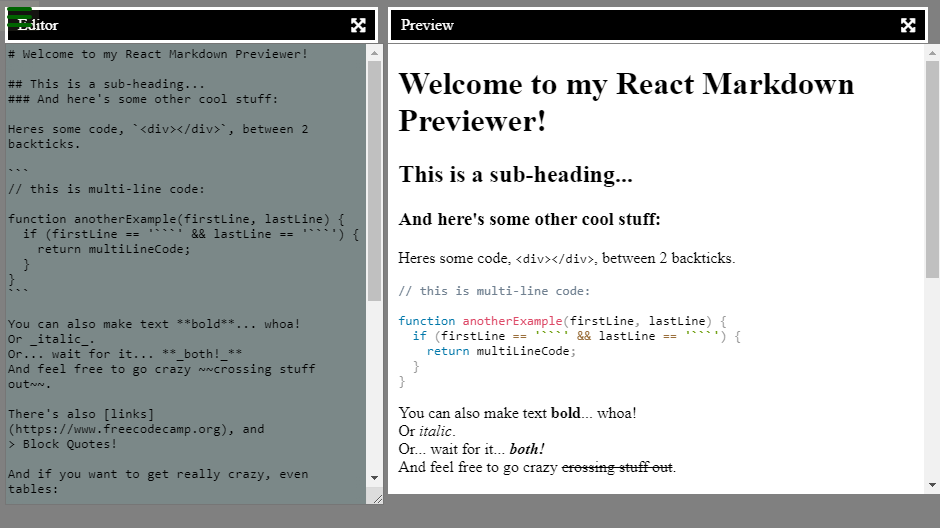 Editor
# Welcome to my React Markdown Previewer!
## This is a sub-heading...
### And here's some other cool stuff:
Heres some code, `<div></div>`, between 2
backticks.
```
// this is multi-line code:
function anotherExample(firstLine, lastLine) {
  if (firstLine == '```' && lastLine == '```') {
    return multiLineCode;
  }
}
```
You can also make text **bold**... whoa!
Or _italic_.
Or... wait for it... **_both!_**
And feel free to go crazy ~~crossing stuff
out~~.
There's also [links]
(https://www.freecodecamp.org), and
> Block Quotes!
And if you want to get really crazy, even
tables:
Preview
Welcome to my React Markdown
Previewer!
This is a sub-heading...
And here's some other cool stuff:
Heres some code, <div></div>, between 2 backticks.
// this is multi-line code:
function anotherExample(firstLine, lastLine) {
  if (firstLine == '```' && lastLine == '```') {
    return multiLineCode;
  }
}
You can also make text bold... whoa!
Or italic.
Or... wait for it... both!
And feel free to go crazy crossing stuff out.